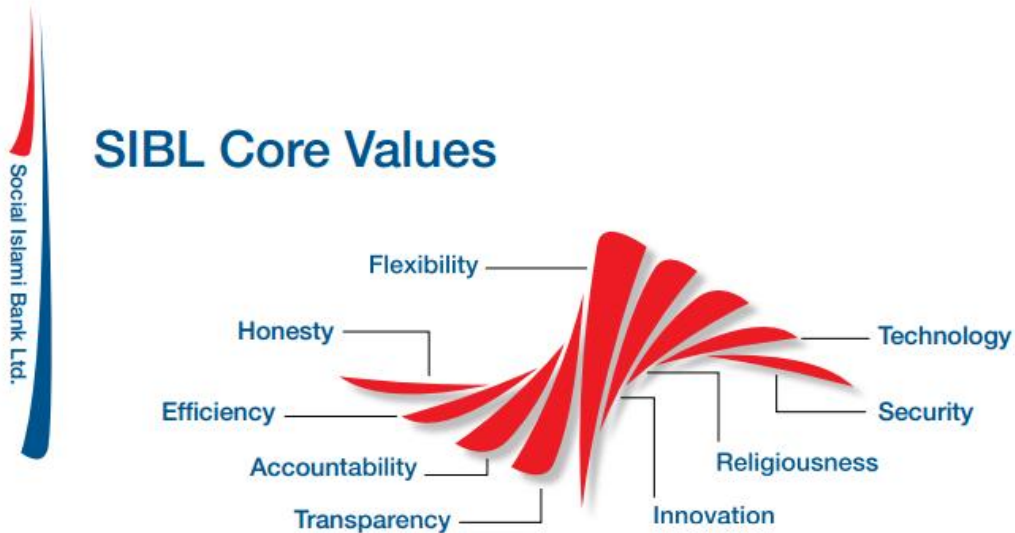 Social Islami Bank Ltd.
SIBL Core Values
Flexibility
Honesty
Efficiency
Accountability
Transparency
Technology
Security
Religiousness
Innovation